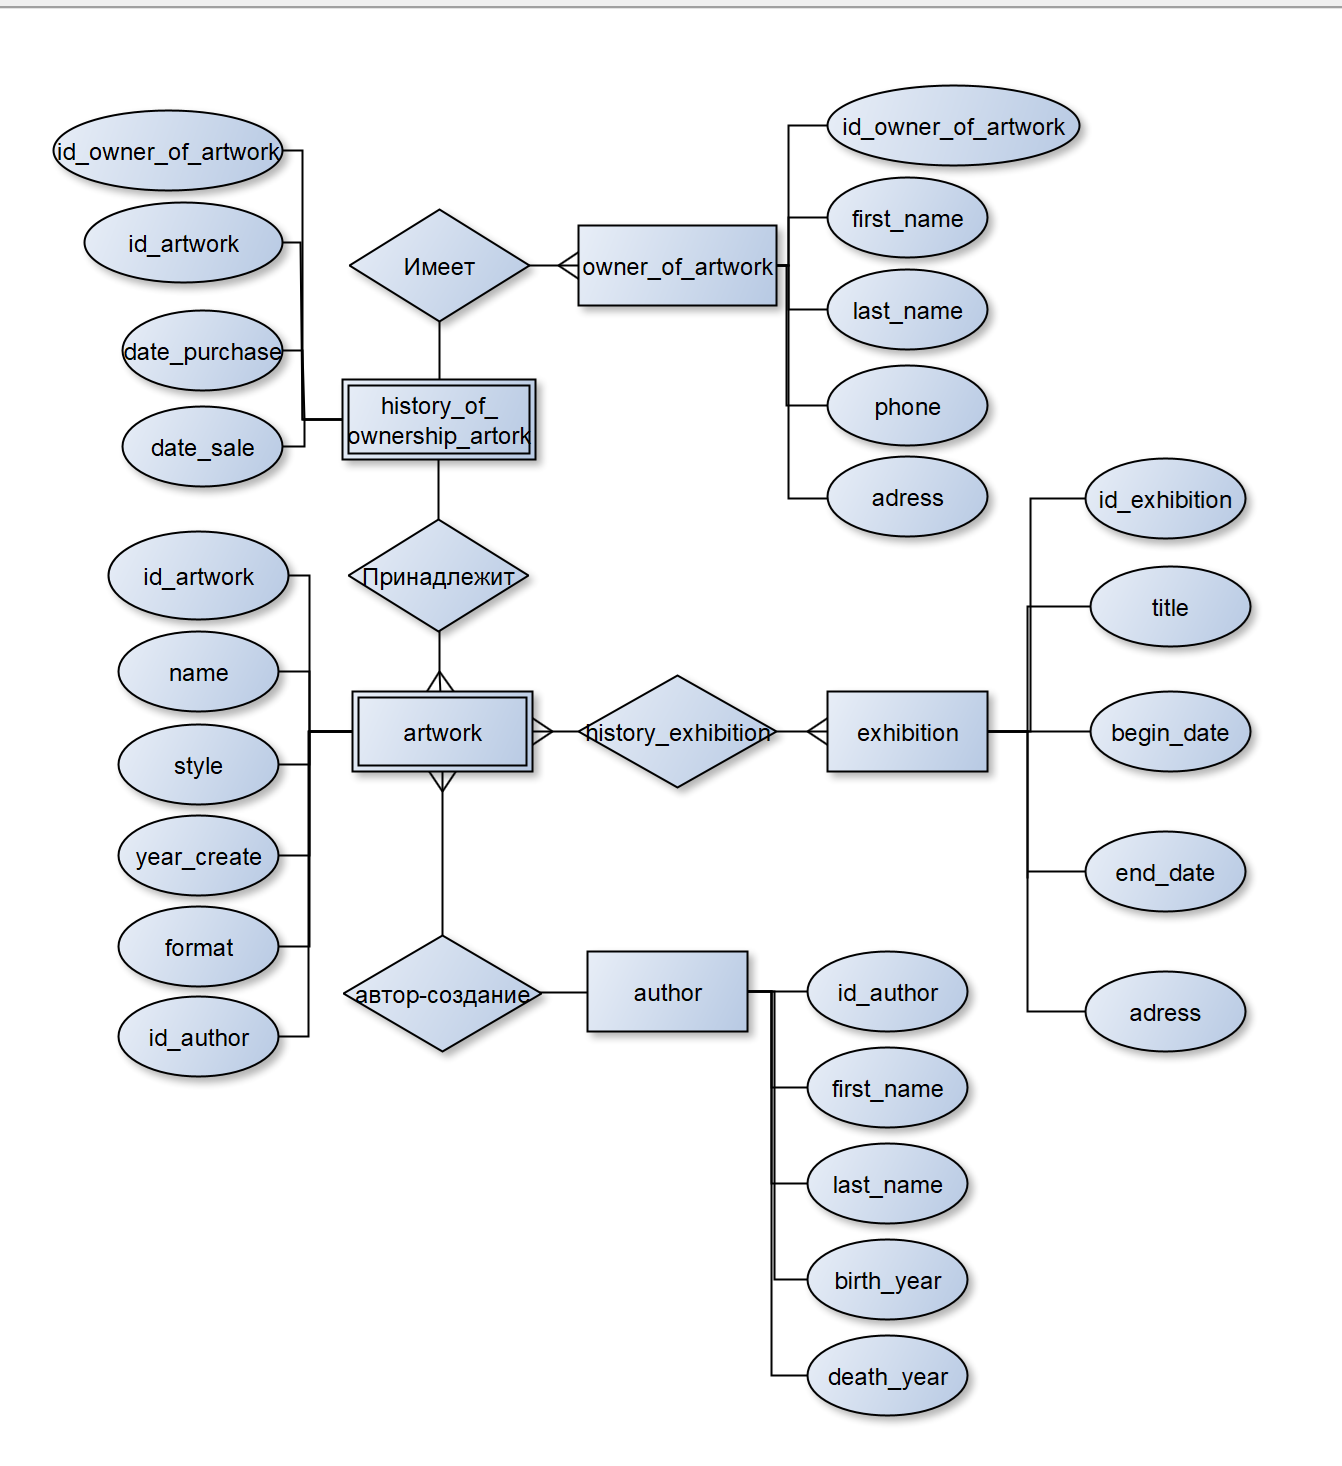 id_owner_of_artwork
id_artwork
date_purchase
date_sale
Имеет
owner_of_artwork
id_owner_of_artwork
first_name
last_name
phone
adress
history_of_
ownership_artork
Принадлежит
id_artwork
name
style
year_create
format
id_author
artwork
history_exhibition
exhibition
id_exhibition
title
begin_date
end_date
adress
автор-создание
author
id_author
first_name
last_name
birth_year
death_year